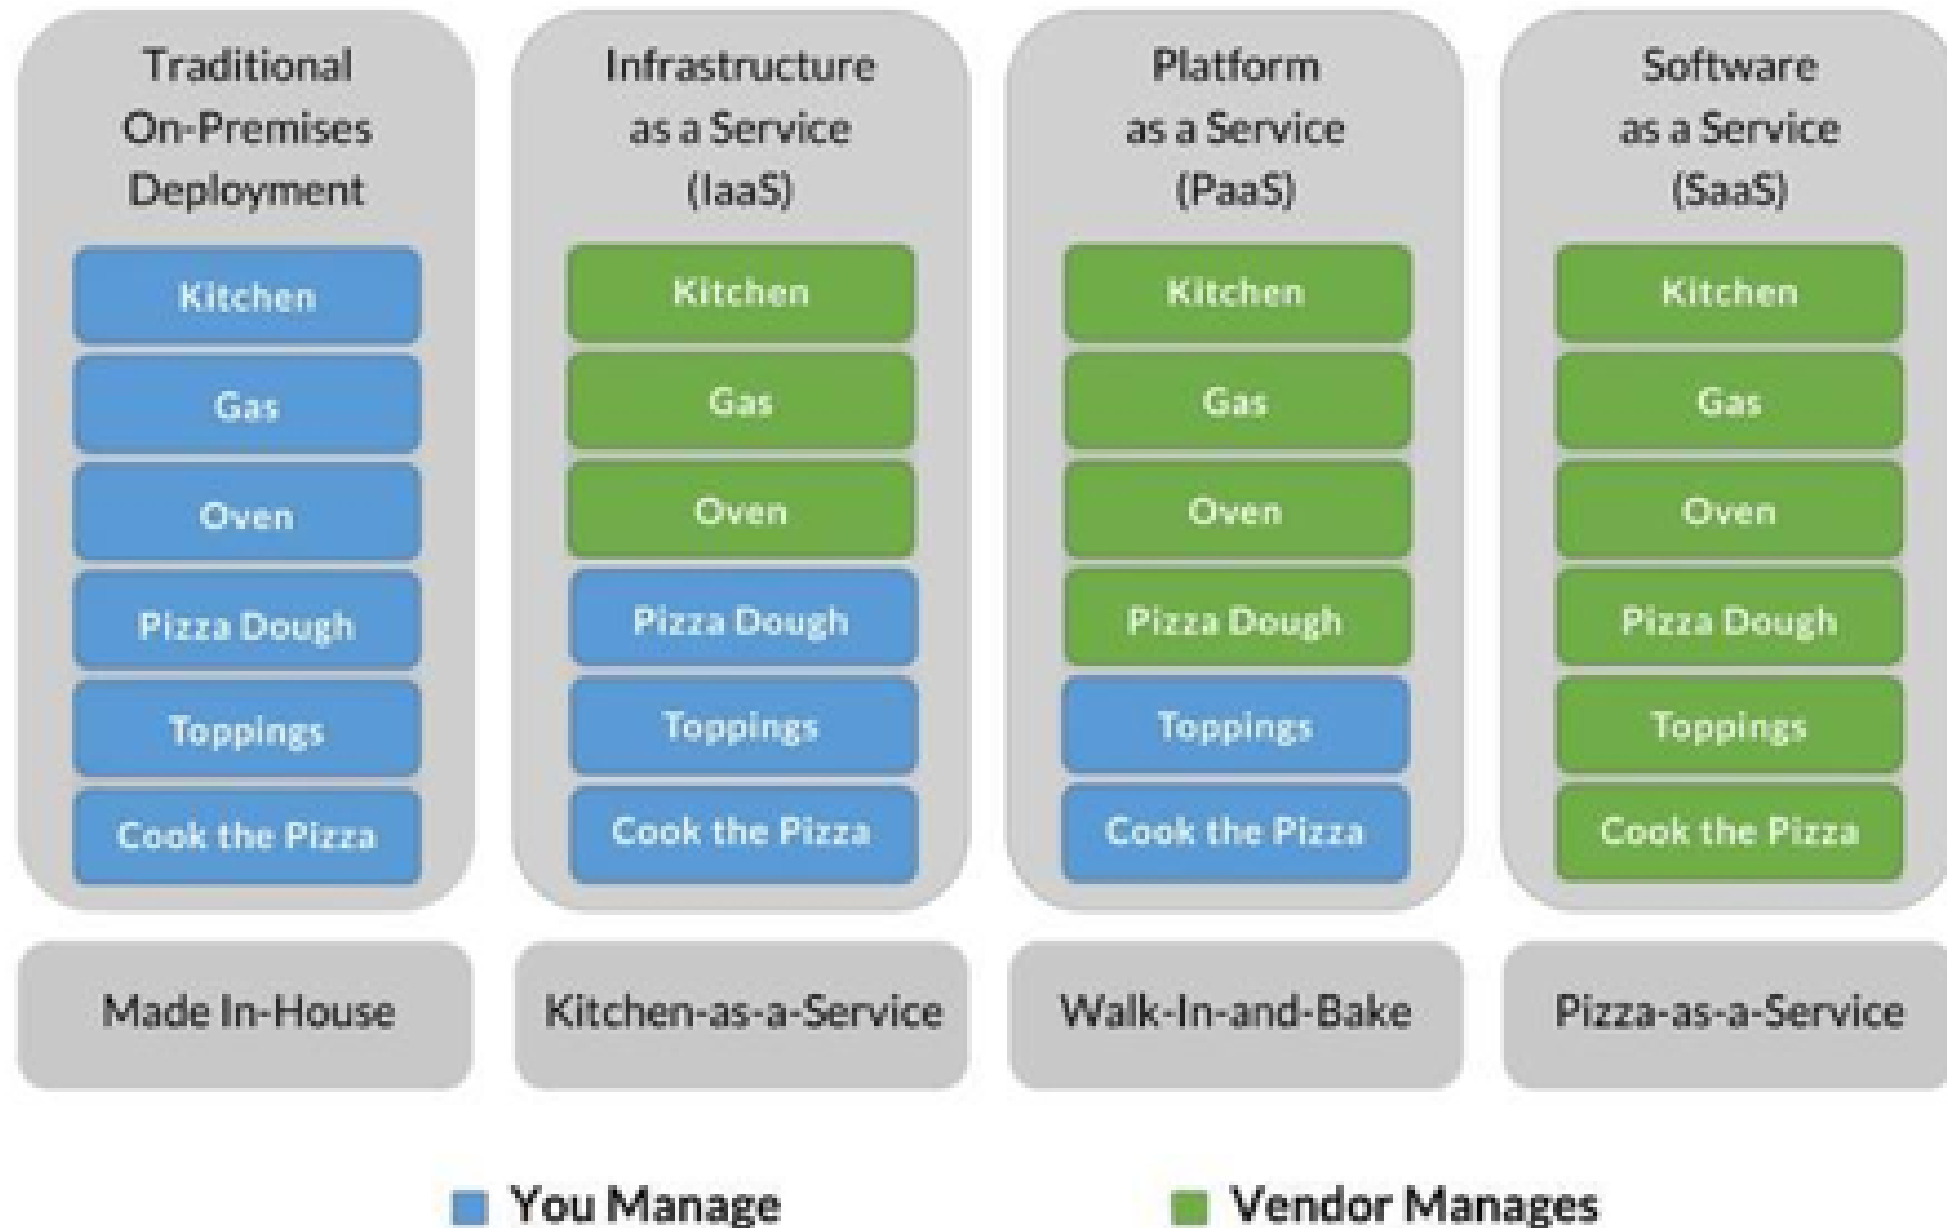 Traditional
On-Premises
Deployment
Kitchen
Gas
Oven
Pizza Dough
Toppings
Cook the Pizza
Made In-House
Infrastructure
as a Service
(IaaS)
Kitchen
Gas
Oven
Pizza Dough
Toppings
Cook the Pizza
Kitchen-as-a-Service
Platform
as a Service
(PaaS)
Kitchen
Gas
Oven
Pizza Dough
Toppings
Cook the Pizza
Walk-In-and-Bake
Software
as a Service
(SaaS)
Kitchen
Gas
Oven
Pizza Dough
Toppings
Cook the Pizza
Pizza-as-a-Service
You Manage
Vendor Manages